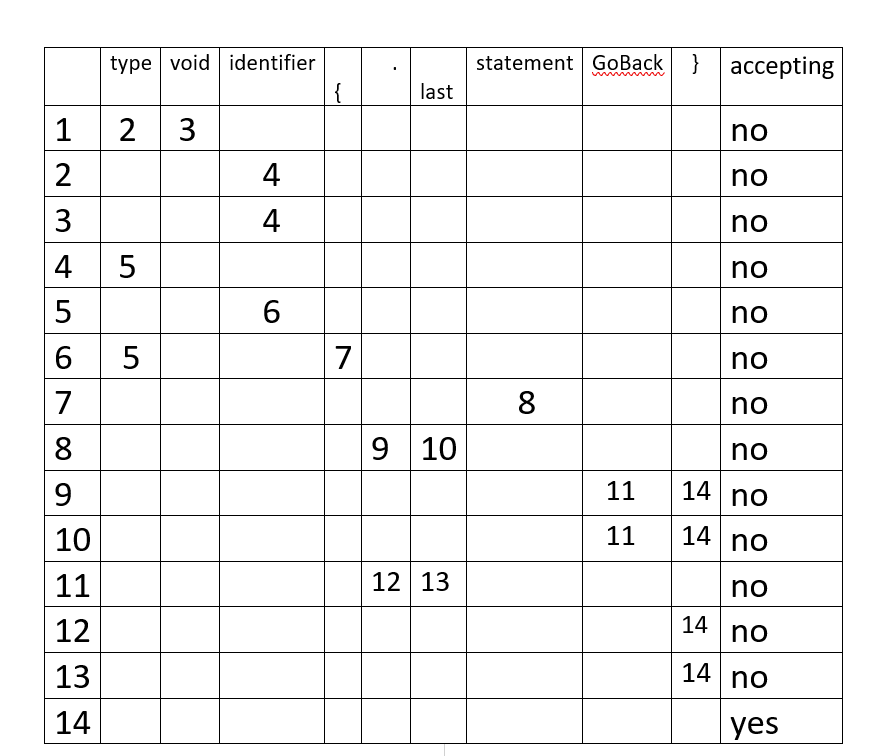 type void identifier { . last statement GoBack } accepting
1 2 3 no
2 4 no
3 4 no
4 5 no
5 6 no
6 5 7 no
7 8 no
8 9 10 no
9 11 14 no
10 11 14 no
11 12 13 no
12 14 no
13 14 no
14 yes